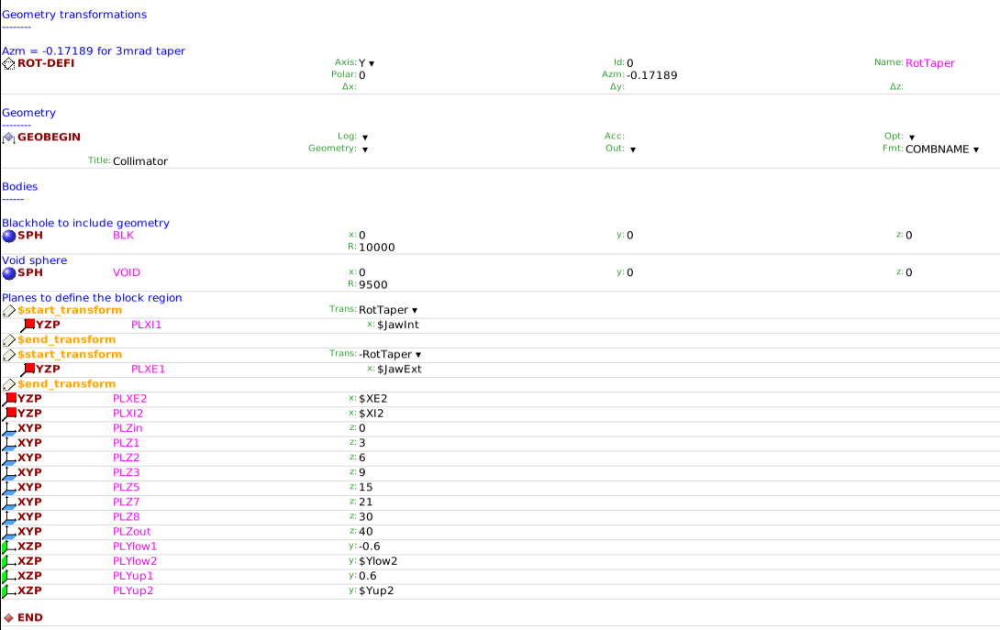 Geometry transformations
--------
Azm = -0.17189 for 3mrad taper
ROT-DEFI Axis: Y ▼ Id: 0 Name: RotTaper
Polar: 0 Azm: -0.17189
Δx: Δy: Δz:
Geometry
--------
GEOBEGIN Log: ▼ Acc: Opt: ▼
Geometry: ▼ Out: ▼ Fmt: COMBNAME ▼
Title: Collimator
Bodies
------
Blackhole to include geometry
SPH BLK x: 0 y: 0 z: 0
R: 10000
Void sphere
SPH VOID x: 0 y: 0 z: 0
R: 9500
Planes to define the block region
$start_transform Trans: RotTaper ▼
YZP PLXI1 x: $JawInt
$end_transform
$start_transform Trans: -RotTaper ▼
YZP PLXE1 x: $JawExt
$end_transform
YZP PLXE2 x: $XE2
YZP PLXI2 x: $XI2
XYP PLZin z: 0
XYP PLZ1 z: 3
XYP PLZ2 z: 6
XYP PLZ3 z: 9
XYP PLZ5 z: 15
XYP PLZ7 z: 21
XYP PLZ8 z: 30
XYP PLZout z: 40
XZP PLYlow1 y: -0.6
XZP PLYlow2 y: $Ylow2
XZP PLYup1 y: 0.6
XZP PLYup2 y: $Yup2
END